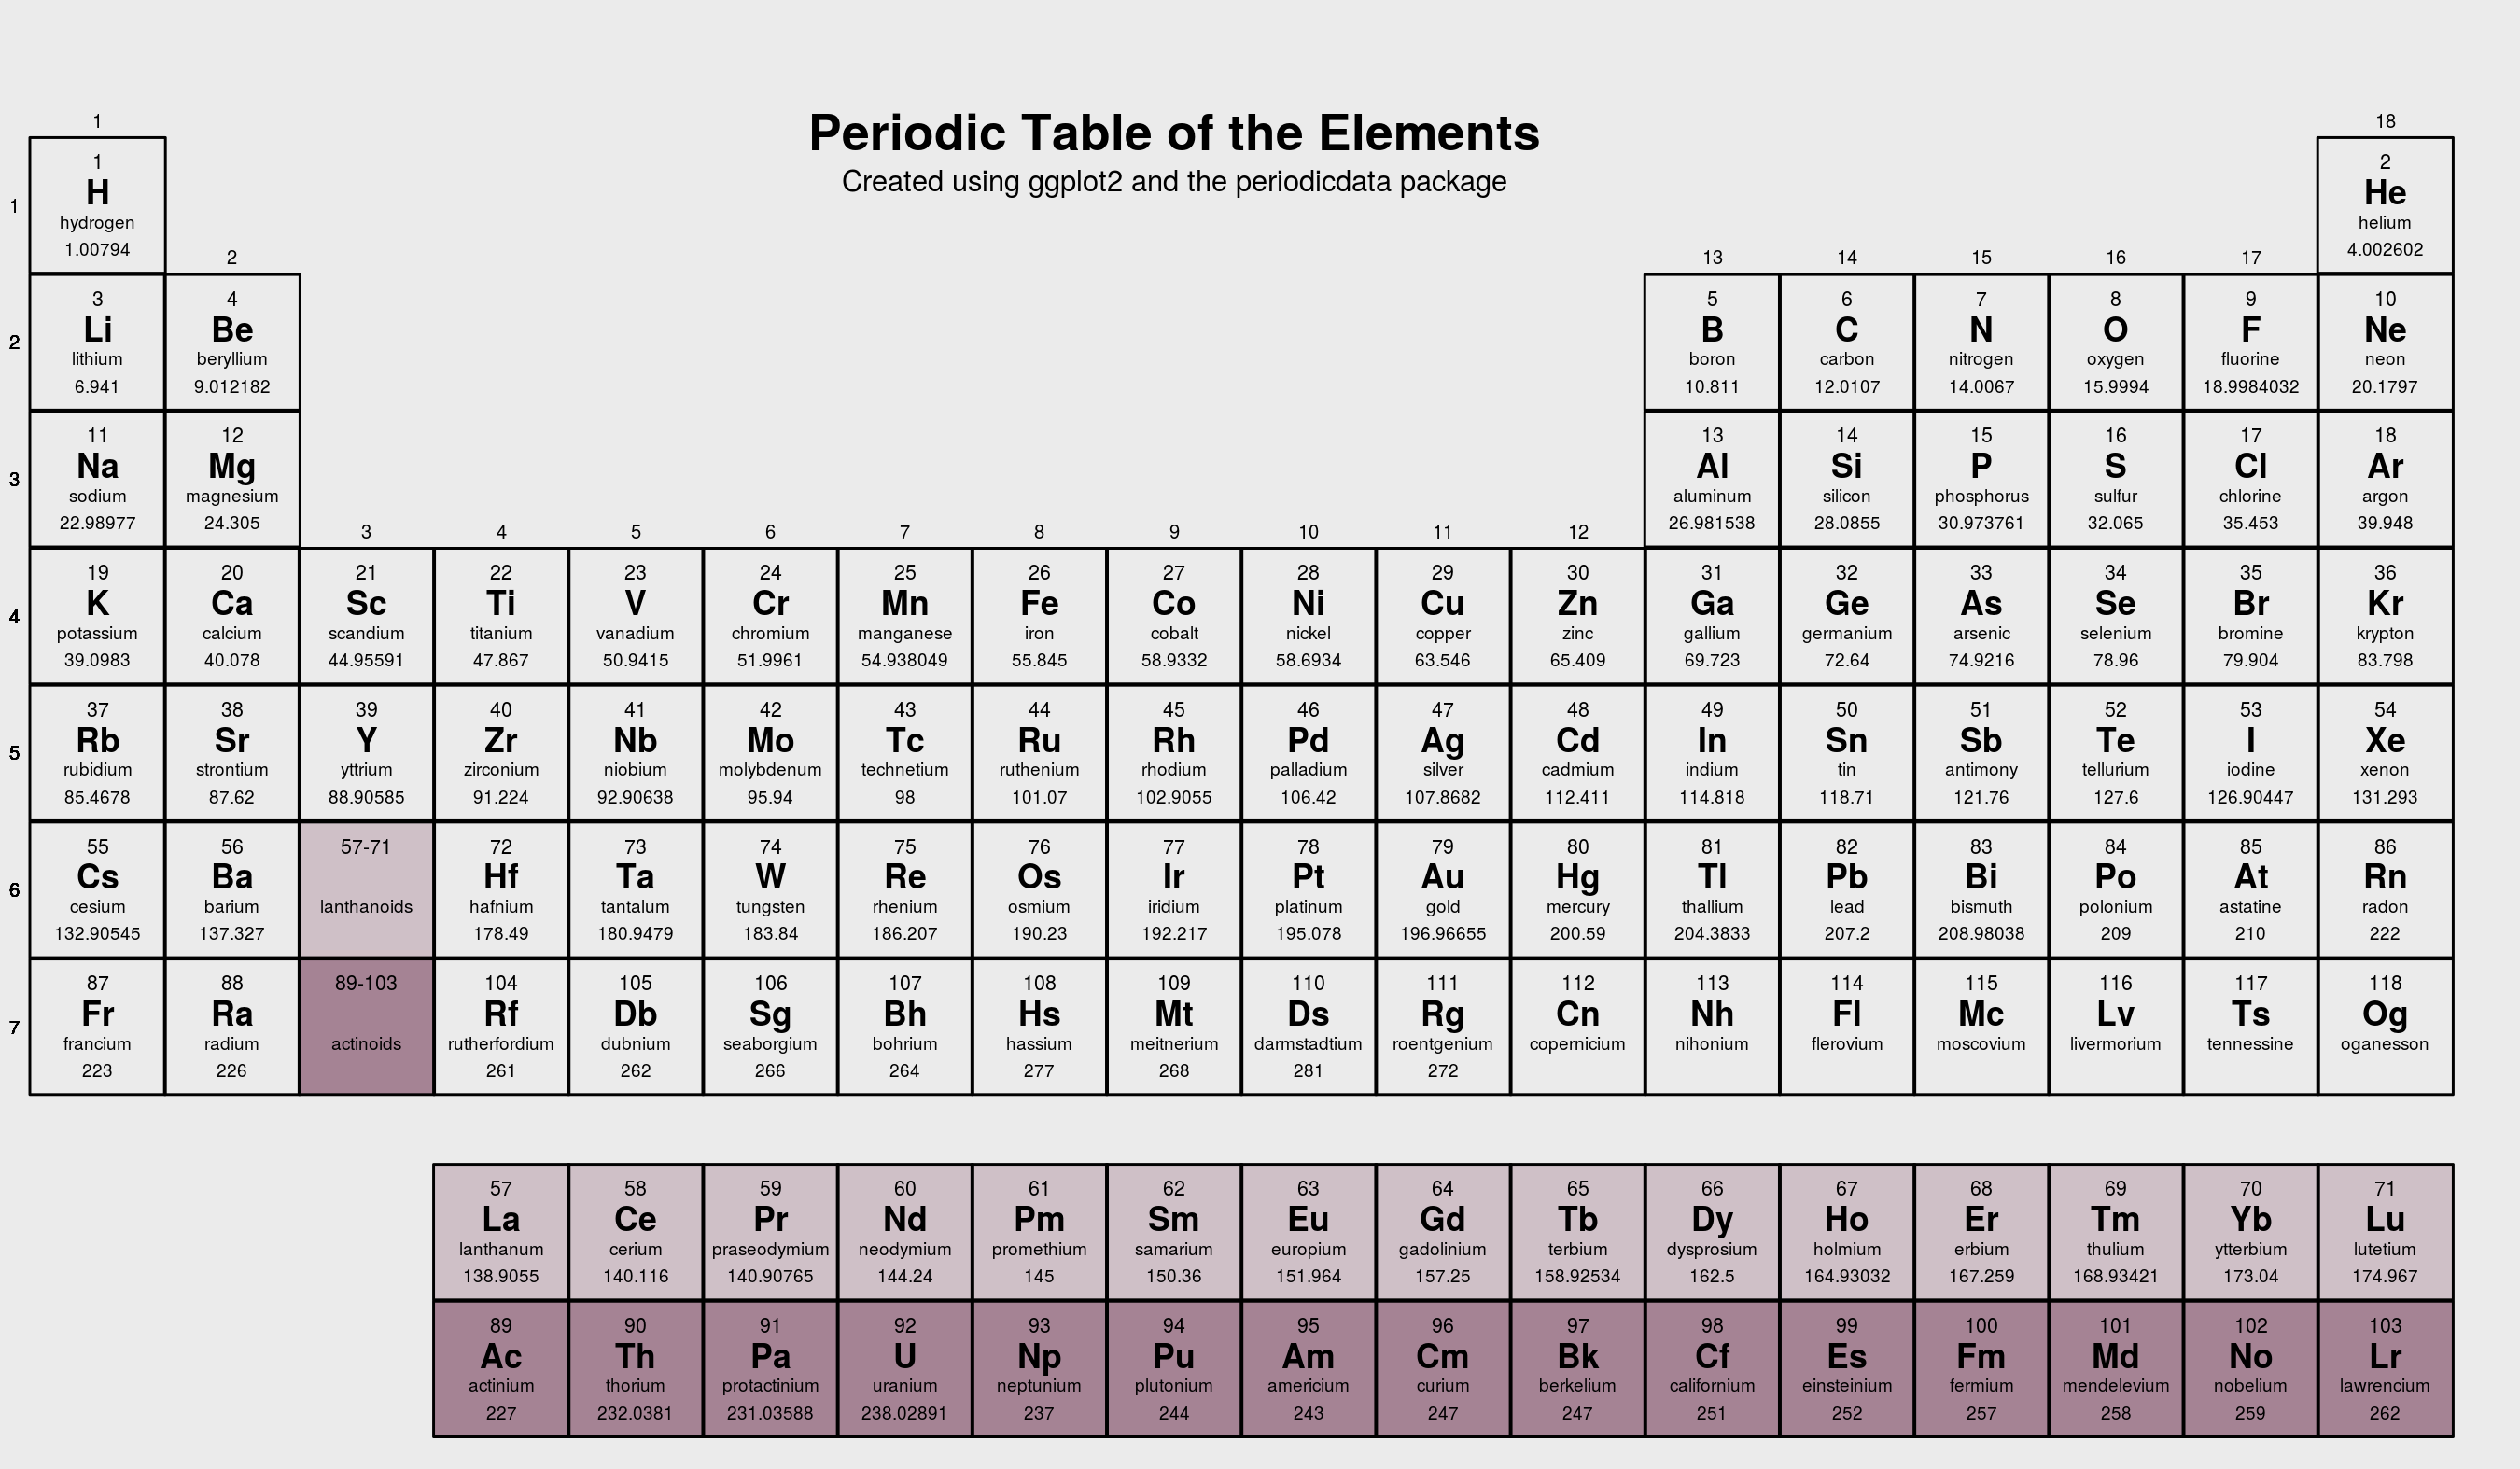 Periodic Table of the Elements
Created using ggplot2 and the periodicdata package
1 18
1 2
H He
1 hydrogen helium
1.00794 4.002602
2 13 14 15 16 17
3 4 5 6 7 8 9 10
Li Be B C N O F Ne
2 lithium beryllium boron carbon nitrogen oxygen fluorine neon
6.941 9.012182 10.811 12.0107 14.0067 15.9994 18.9984032 20.1797
11 12 13 14 15 16 17 18
Na Mg Al Si P S Cl Ar
3 sodium magnesium aluminum silicon phosphorus sulfur chlorine argon
22.98977 24.305 26.981538 28.0855 30.973761 32.065 35.453 39.948
3 4 5 6 7 8 9 10 11 12
19 20 21 22 23 24 25 26 27 28 29 30 31 32 33 34 35 36
K Ca Sc Ti V Cr Mn Fe Co Ni Cu Zn Ga Ge As Se Br Kr
4 potassium calcium scandium titanium vanadium chromium manganese iron cobalt nickel copper zinc gallium germanium arsenic selenium bromine krypton
39.0983 40.078 44.95591 47.867 50.9415 51.9961 54.938049 55.845 58.9332 58.6934 63.546 65.409 69.723 72.64 74.9216 78.96 79.904 83.798
37 38 39 40 41 42 43 44 45 46 47 48 49 50 51 52 53 54
Rb Sr Y Zr Nb Mo Tc Ru Rh Pd Ag Cd In Sn Sb Te I Xe
5 rubidium strontium yttrium zirconium niobium molybdenum technetium ruthenium rhodium palladium silver cadmium indium tin antimony tellurium iodine xenon
85.4678 87.62 88.90585 91.224 92.90638 95.94 98 101.07 102.9055 106.42 107.8682 112.411 114.818 118.71 121.76 127.6 126.90447 131.293
55 56 57-71 72 73 74 75 76 77 78 79 80 81 82 83 84 85 86
Cs Ba Hf Ta W Re Os Ir Pt Au Hg Tl Pb Bi Po At Rn
6 cesium barium lanthanoids hafnium tantalum tungsten rhenium osmium iridium platinum gold mercury thallium lead bismuth polonium astatine radon
132.90545 137.327 178.49 180.9479 183.84 186.207 190.23 192.217 195.078 196.96655 200.59 204.3833 207.2 208.98038 209 210 222
87 88 89-103 104 105 106 107 108 109 110 111 112 113 114 115 116 117 118
Fr Ra Rf Db Sg Bh Hs Mt Ds Rg Cn Nh Fl Mc Lv Ts Og
7 francium radium actinoids rutherfordium dubnium seaborgium bohrium hassium meitnerium darmstadtium roentgenium copernicium nihonium flerovium moscovium livermorium tennessine oganesson
223 226 261 262 266 264 277 268 281 272
57 58 59 60 61 62 63 64 65 66 67 68 69 70 71
La Ce Pr Nd Pm Sm Eu Gd Tb Dy Ho Er Tm Yb Lu
lanthanum cerium praseodymium neodymium promethium samarium europium gadolinium terbium dysprosium holmium erbium thulium ytterbium lutetium
138.9055 140.116 140.90765 144.24 145 150.36 151.964 157.25 158.92534 162.5 164.93032 167.259 168.93421 173.04 174.967
89 90 91 92 93 94 95 96 97 98 99 100 101 102 103
Ac Th Pa U Np Pu Am Cm Bk Cf Es Fm Md No Lr
actinium thorium protactinium uranium neptunium plutonium americium curium berkelium californium einsteinium fermium mendelevium nobelium lawrencium
227 232.0381 231.03588 238.02891 237 244 243 247 247 251 252 257 258 259 262